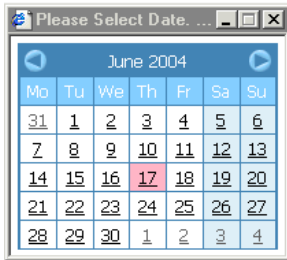 Please Select Date. ...
June 2004
Mo Tu We Th Fr Sa Su
31 1 2 3 4 5 6
7 8 9 10 11 12 13
14 15 16 17 18 19 20
21 22 23 24 25 26 27
28 29 30 1 2 3 4